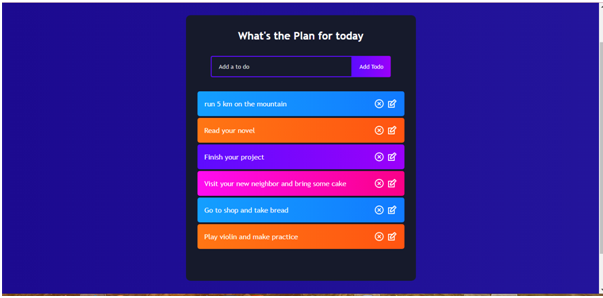 What's the Plan for today
Add a to do
Add Todo
run 5 km on the mountain
Read your novel
Finish your project
Visit your new neighbor and bring some cake
Go to shop and take bread
Play violin and make practice